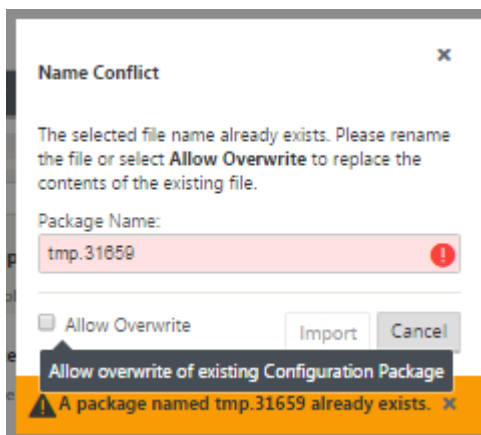 Name Conflict
The selected file name already exists. Please rename
the file or select Allow Overwrite to replace the
contents of the existing file.
Package Name:
tmp.31659
Allow Overwrite
Import
Cancel
Allow overwrite of existing Configuration Package
A package named tmp.31659 already exists.